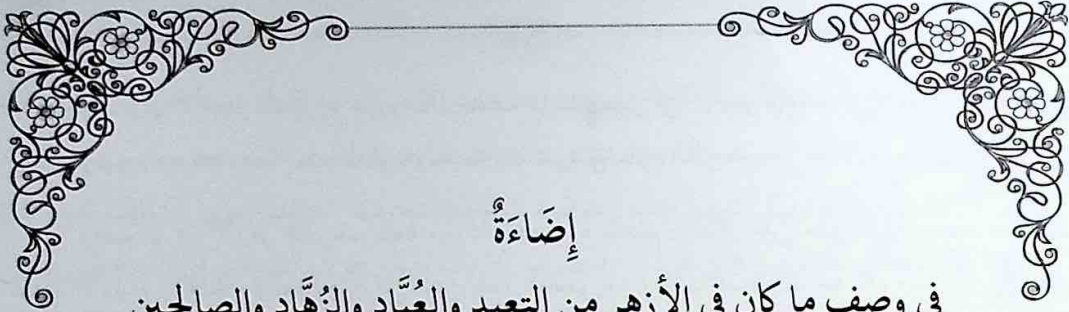 إِضَاءَةٌ
في وصف ما كان في الأزهر من التعبد والعُبَّاد والزُهَّاد والصالحين